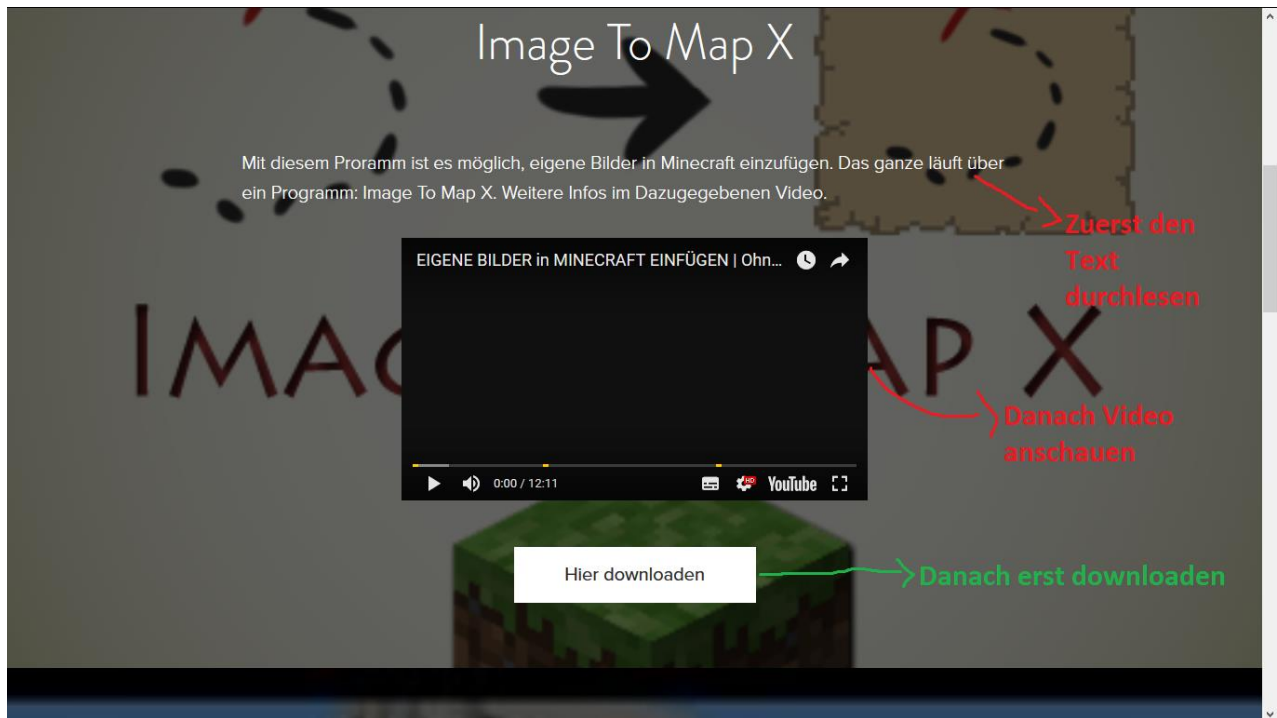 Image To Map X
Mit diesem Proramm ist es möglich, eigene Bilder in Minecraft einzufügen. Das ganze läuft über
ein Programm: Image To Map X. Weitere Infos im Dazugegebenen Video.
Zuerst den
Text
durchlesen
EIGENE BILDER in MINECRAFT EINFÜGEN | Ohn...
IMAG AP X
Danach Video
anschauen
0:00 / 12:11
HD
YouTube
Hier downloaden
Danach erst downloaden